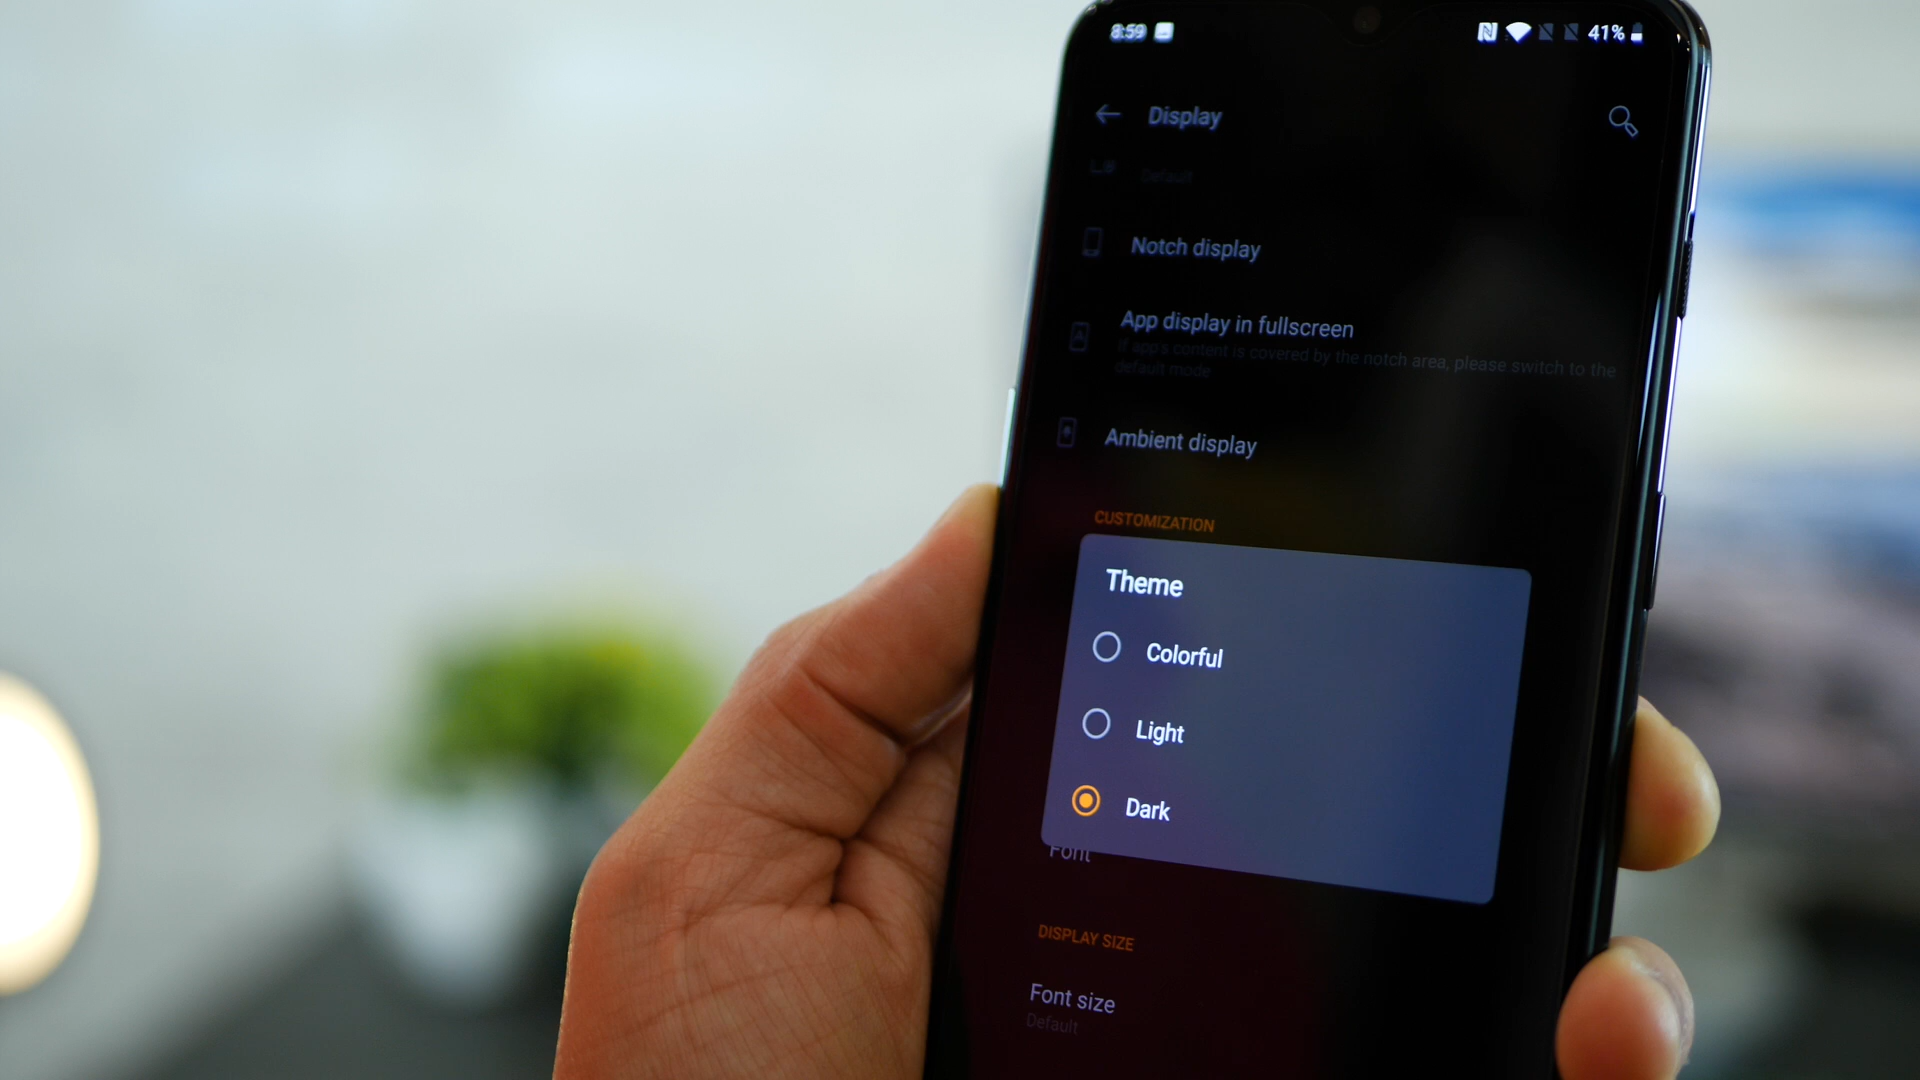 8:59
41%
Display
Default
Notch display
App display in fullscreen
If app's content is covered by the notch area, please switch to the
default mode
Ambient display
CUSTOMIZATION
Theme
Colorful
Light
Dark
Font
DISPLAY SIZE
Font size
Default